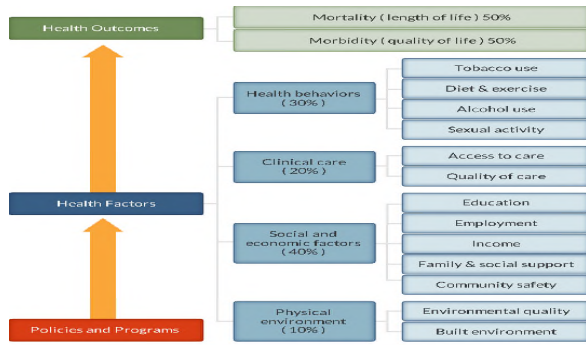 Health Outcomes
Mortality (length of life) 50%
Morbidity (quality of life) 50%
Health Factors
Health behaviors
(30%)
Tobacco use
Diet & exercise
Alcohol use
Sexual activity
Clinical care
(20%)
Access to care
Quality of care
Social and
economic factors
(40%)
Education
Employment
Income
Family & social support
Community safety
Physical
environment
(10%)
Environmental quality
Built environment
Policies and Programs